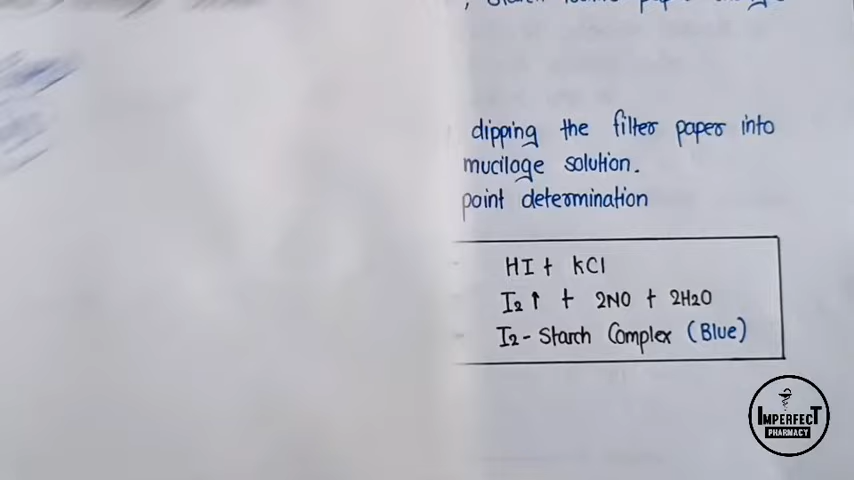 dipping the filter paper into
mucilage solution.
point determination
HI + KCl
I2 ↑ + 2NO + 2H2O
I2 - Starch Complex (Blue)
IMPERFECT
PHARMACY